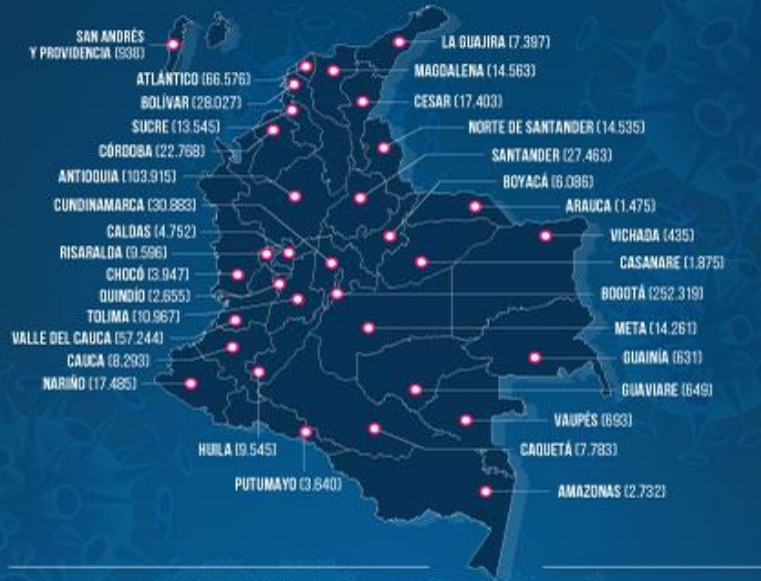 SAN ANDRÉS
Y PROVIDENCIA (938)
ATLÁNTICO (66.576)
BOLÍVAR (28.027)
SUCRE (13.545)
CÓRDOBA (22.768)
ANTIOQUIA (103.915)
CUNDINAMARCA (30.883)
CALDAS (4.752)
RISARALDA (9.596)
CHOCÓ (3.947)
QUINDÍO (2.655)
TOLIMA (10.967)
VALLE DEL CAUCA (57.244)
CAUCA (8.293)
NARIÑO (17.485)
HUILA (9.545)
PUTUMAYO (3.640)
LA GUAJIRA (7.397)
MAGDALENA (14.563)
CESAR (17.403)
NORTE DE SANTANDER (14.535)
SANTANDER (27.463)
BOYACÁ (6.086)
ARAUCA (1.475)
VICHADA (435)
CASANARE (1.875)
BOGOTÁ (252.319)
META (14.261)
GUAINÍA (631)
GUAVIARE (649)
VAUPÉS (693)
CAQUETÁ (7.783)
AMAZONAS (2.732)